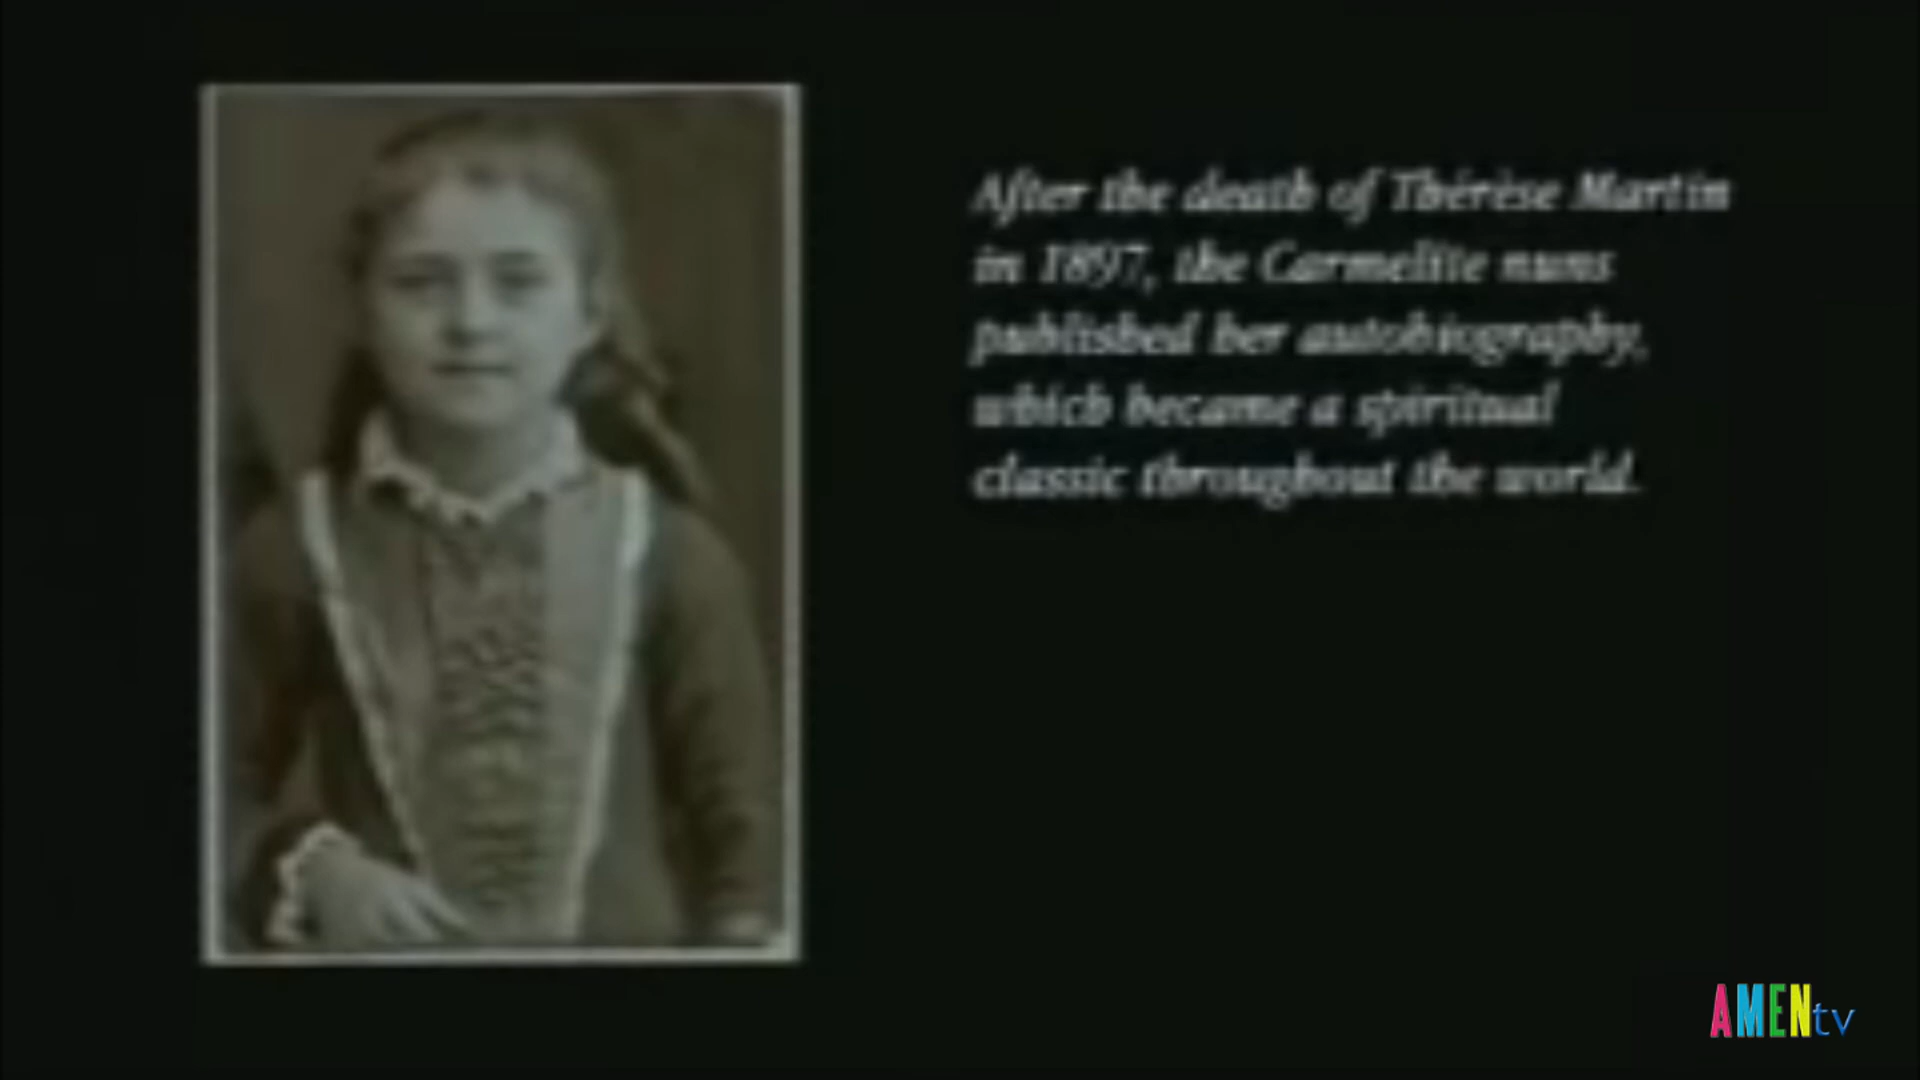 After the death of Thérèse Martin
in 1897, the Carmelite nuns
published her autobiography,
which became a spiritual
classic throughout the world.
AMENtv